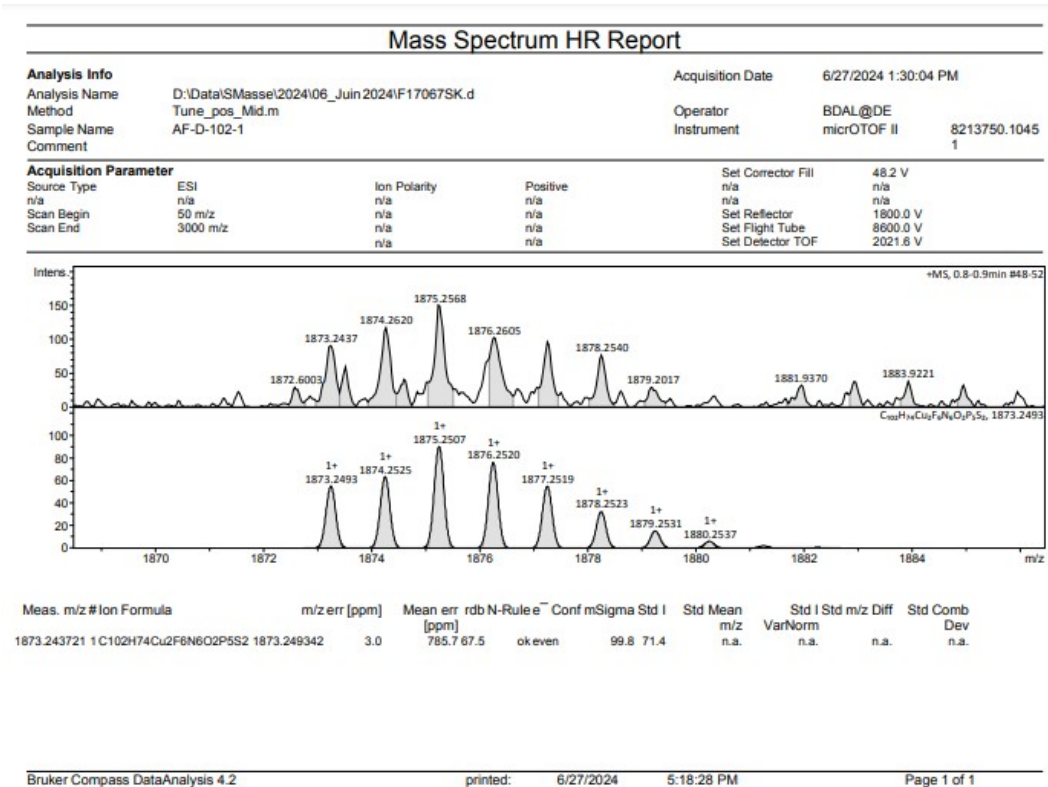 Mass Spectrum HR Report
Analysis Info
Acquisition Date 6/27/2024 1:30:04 PM
Analysis Name D:\Data\SMasse\2024\06_Juin 2024\F17067SK.d
Method Tune_pos_Mid.m
Operator BDAL@DE
Sample Name AF-D-102-1
Instrument micrOTOF II 8213750.1045
1
Comment
Acquisition Parameter
Set Corrector Fill 48.2 V
Source Type ESI Ion Polarity Positive n/a n/a
n/a n/a n/a n/a n/a n/a
Scan Begin 50 m/z n/a n/a Set Reflector 1800.0 V
Scan End 3000 m/z n/a n/a Set Flight Tube 8600.0 V
n/a n/a Set Detector TOF 2021.6 V
Intens.
+MS, 0.8-0.9min #48-52
1875.2568
150
1874.2620
1876.2605
1873.2437
100
1878.2540
50
1872.6003
1879.2017
1881.9370
1883.9221
0
C₁₀₂H₇₄Cu₂F₆N₆O₂P₅S₂, 1873.2493
100
1+
1875.2507
1+
1876.2520
1+
1874.2525
1+
1873.2493
1+
1877.2519
80
60
1+
1878.2523
40
1+
1879.2531
20
1+
1880.2537
0
1870 1872 1874 1876 1878 1880 1882 1884 m/z
Meas. m/z # Ion Formula m/z err [ppm] Mean err rdb N-Rule e⁻ Conf mSigma Std I Std Mean Std I Std m/z Diff Std Comb
[ppm] m/z VarNorm Dev
1873.243721 1 C102H74Cu2F6N6O2P5S2 1873.249342 3.0 785.7 67.5 ok even 99.8 71.4 n.a. n.a. n.a. n.a.
Bruker Compass DataAnalysis 4.2 printed: 6/27/2024 5:18:28 PM Page 1 of 1